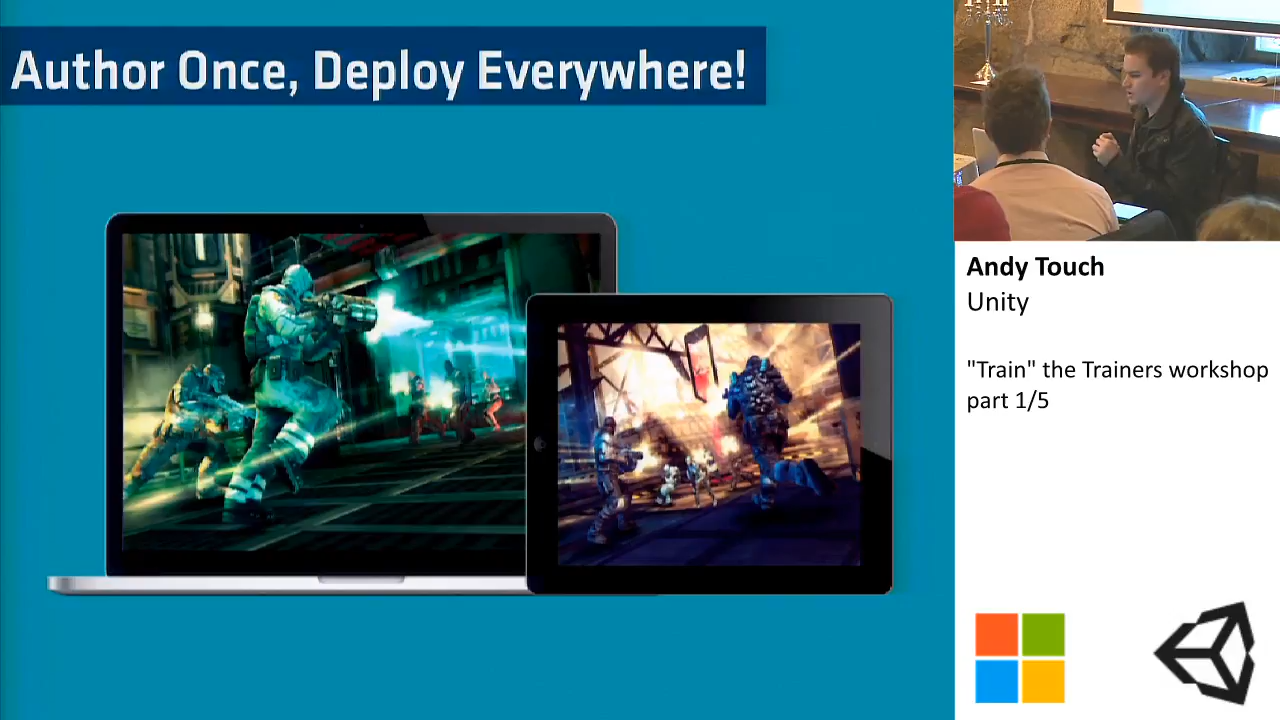 Author Once, Deploy Everywhere!
Andy Touch
Unity
"Train" the Trainers workshop
part 1/5